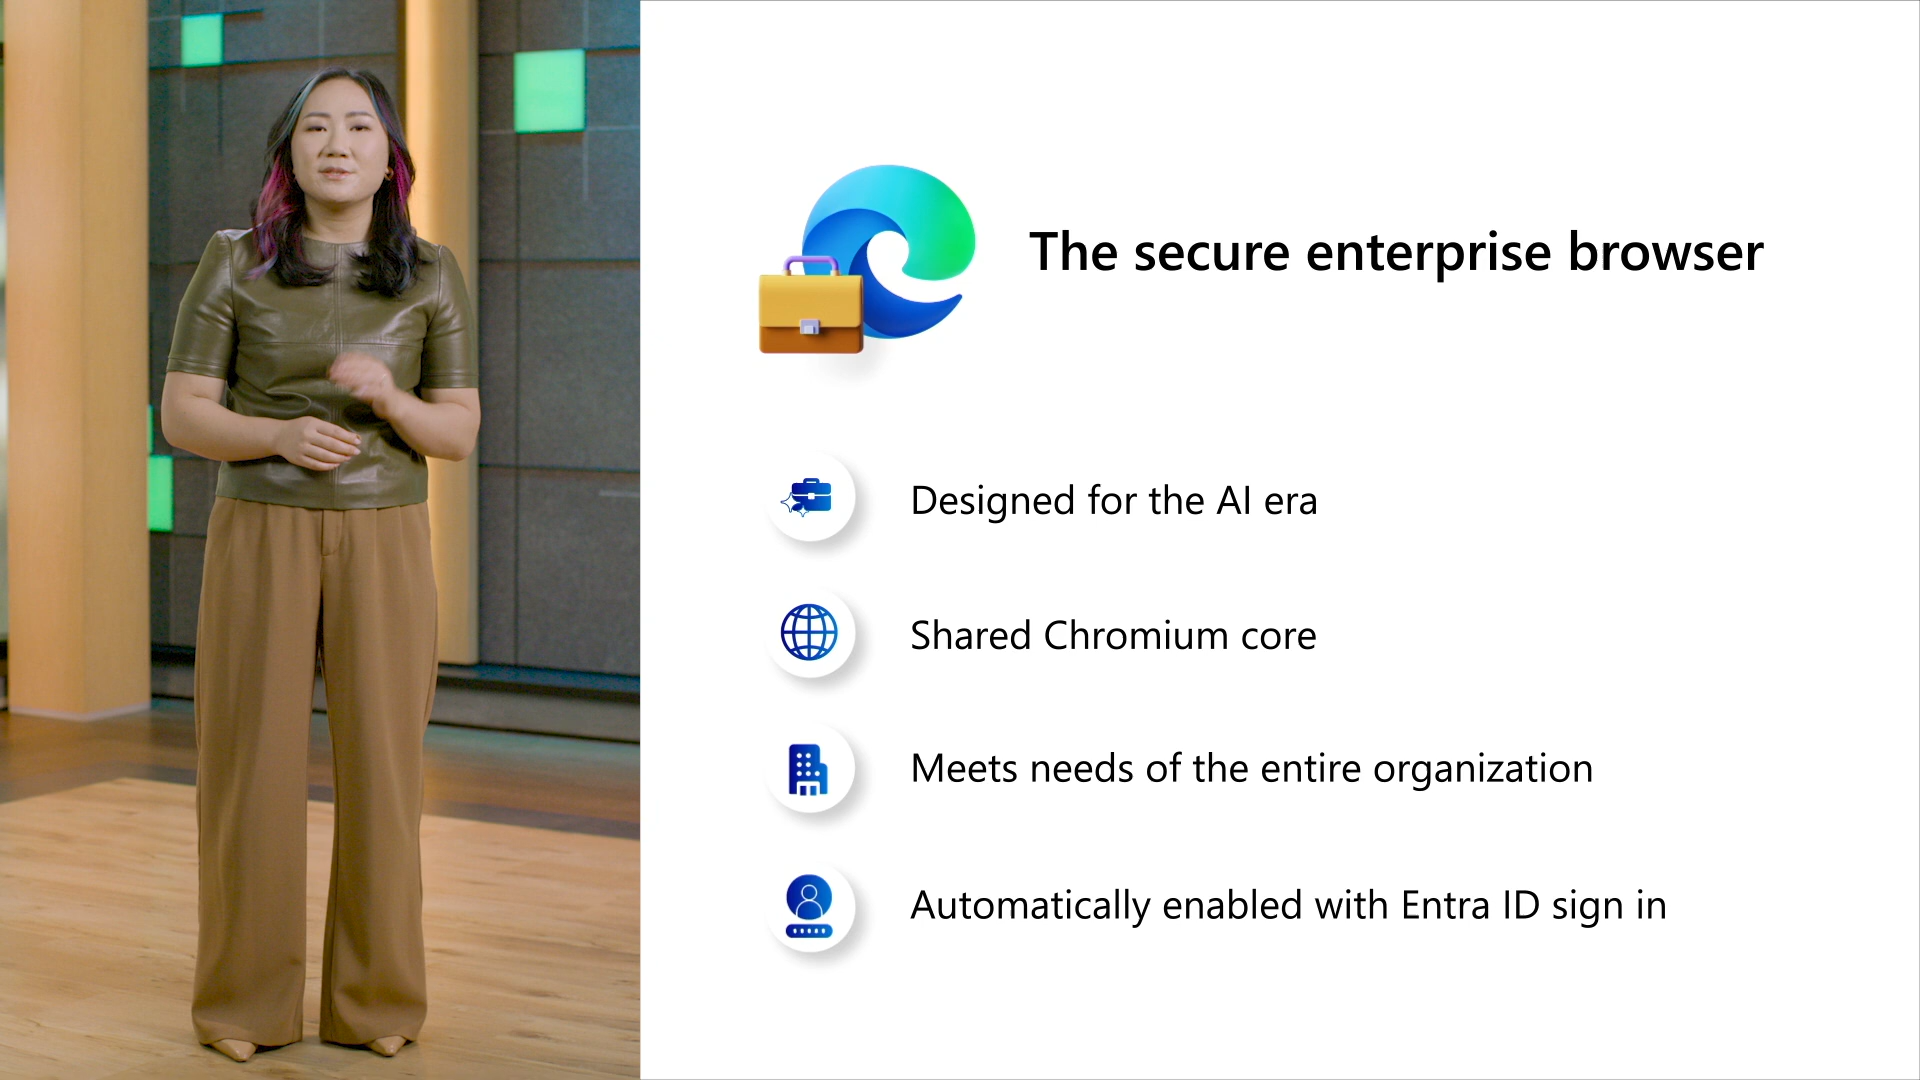 The secure enterprise browser
Designed for the AI era
Shared Chromium core
Meets needs of the entire organization
Automatically enabled with Entra ID sign in